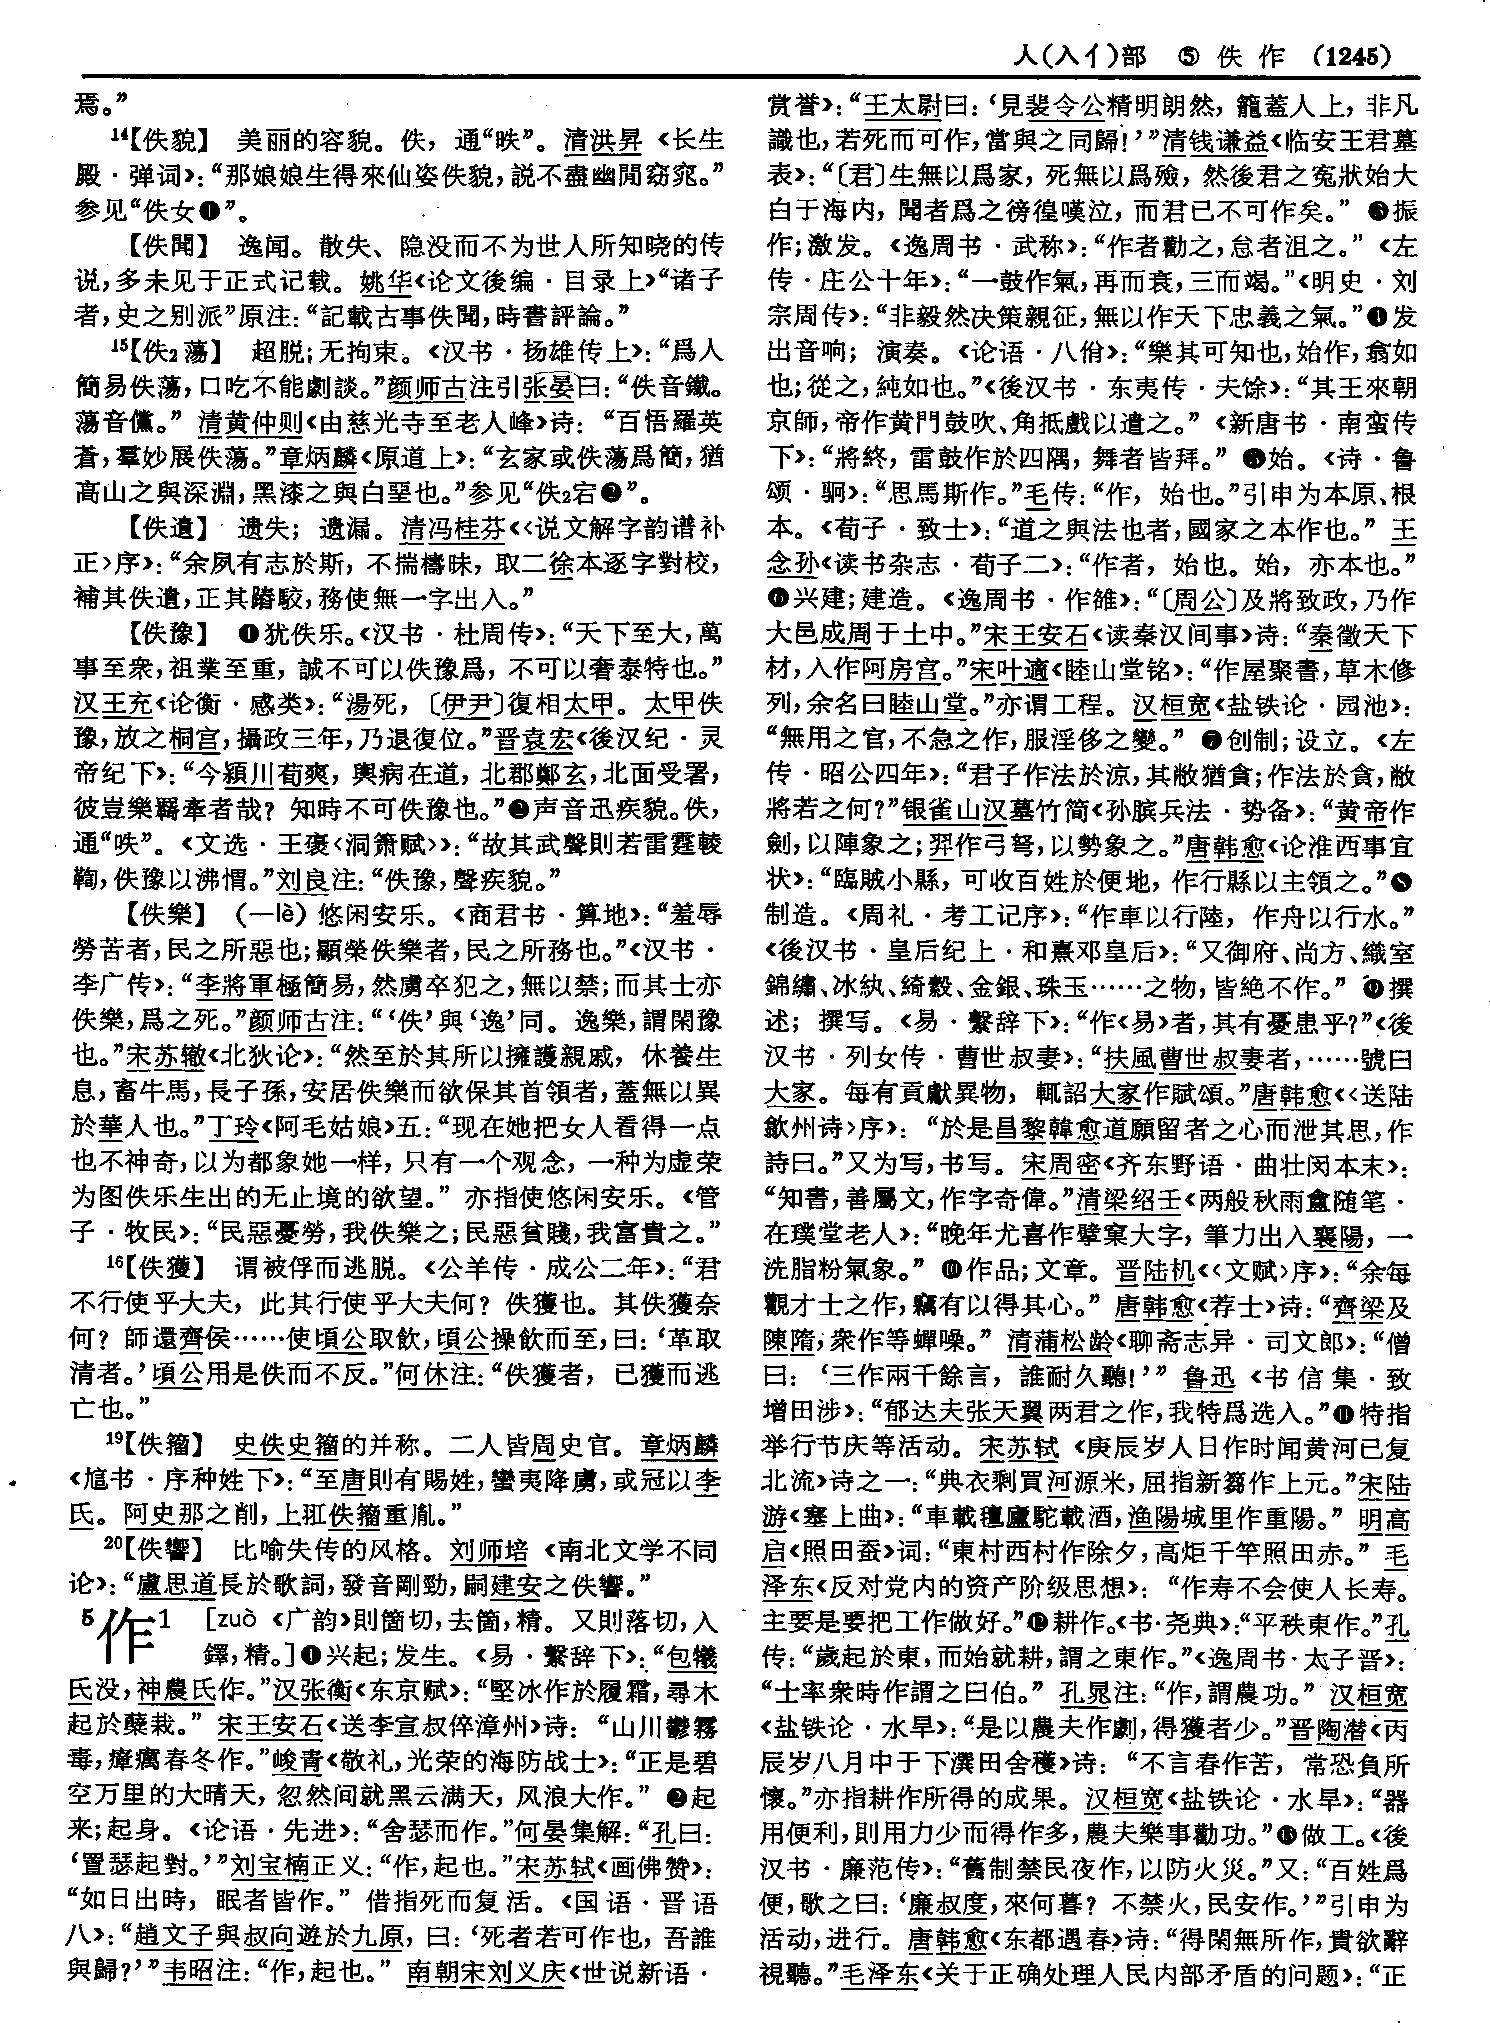 人(入亻)部 ⑤ 佚 作 (1245)
焉。”
14【佚貌】 美丽的容貌。佚，通“昳”。清洪昇《长生
殿·弹词》：“那娘娘生得來仙姿佚貌，説不盡幽閒窈窕。”
参见“佚女❶”。
【佚聞】 逸闻。散失、隐没而不为世人所知晓的传
说，多未见于正式记载。姚华《论文後编·目录上》“诸子
者，史之别派”原注：“記載古事佚聞，時書評論。”
15【佚2蕩】 超脱；无拘束。《汉书·扬雄传上》：“爲人
簡易佚蕩，口吃不能劇談。”颜师古注引张晏曰：“佚音鐵。
蕩音儻。” 清黄仲则《由慈光寺至老人峰》诗：“百悟羅英
蒼，羣妙展佚蕩。”章炳麟《原道上》：“玄家或佚蕩爲簡，猶
高山之與深淵，黑漆之與白堊也。”参见“佚2宕❷”。
【佚遺】 遗失；遗漏。清冯桂芬《〈说文解字韵谱补
正〉序》：“余夙有志於斯，不揣檮昧，取二徐本逐字對校，
補其佚遺，正其踳駮，務使無一字出入。”
【佚豫】 ❶犹佚乐。《汉书·杜周传》：“天下至大，萬
事至衆，祖業至重，誠不可以佚豫爲，不可以奢泰特也。”
汉王充《论衡·感类》：“湯死，〔伊尹〕復相太甲。太甲佚
豫，放之桐宫，攝政三年，乃退復位。”晋袁宏《後汉纪·灵
帝纪下》：“今潁川荀爽，輿病在道，北郡鄭玄，北面受署，
彼豈樂羈牽者哉？知時不可佚豫也。”❷声音迅疾貌。佚，
通“昳”。《文选·王褒〈洞箫赋〉》：“故其武聲則若雷霆輘
輷，佚豫以沸㥜。”刘良注：“佚豫，聲疾貌。”
【佚樂】 (—lè) 悠闲安乐。《商君书·算地》：“羞辱
勞苦者，民之所惡也；顯榮佚樂者，民之所務也。”《汉书·
李广传》：“李將軍極簡易，然虜卒犯之，無以禁；而其士亦
佚樂，爲之死。”颜师古注：“‘佚’與‘逸’同。逸樂，謂閑豫
也。”宋苏辙《北狄论》：“然至於其所以擁護親戚，休養生
息，畜牛馬，長子孫，安居佚樂而欲保其首領者，蓋無以異
於華人也。”丁玲《阿毛姑娘》五：“现在她把女人看得一点
也不神奇，以为都象她一样，只有一个观念，一种为虚荣
为图佚乐生出的无止境的欲望。”亦指使悠闲安乐。《管
子·牧民》：“民惡憂勞，我佚樂之；民惡貧賤，我富貴之。”
16【佚獲】 谓被俘而逃脱。《公羊传·成公二年》：“君
不行使乎大夫，此其行使乎大夫何？佚獲也。其佚獲奈
何？師還齊侯……使頃公取飲，頃公操飲而至，曰：‘革取
清者。’頃公用是佚而不反。”何休注：“佚獲者，已獲而逃
亡也。”
19【佚籀】 史佚史籀的并称。二人皆周史官。章炳麟
《訄书·序种姓下》：“至唐則有賜姓，蠻夷降虜，或冠以李
氏。阿史那之削，上班佚籀重胤。”
20【佚響】 比喻失传的风格。刘师培《南北文学不同
论》：“盧思道長於歌詞，發音剛勁，嗣建安之佚響。”
5作1 [zuò《广韵》則箇切，去箇，精。又則落切，入
鐸，精。]❶兴起；发生。《易·繫辞下》：“包犧
氏没，神農氏作。”汉张衡《东京赋》：“堅冰作於履霜，尋木
起於蘖栽。” 宋王安石《送李宣叔倅漳州》诗：“山川鬱霧
毒，瘴癘春冬作。”峻青《敬礼，光荣的海防战士》：“正是碧
空万里的大晴天，忽然间就黑云满天，风浪大作。” ❷起
来；起身。《论语·先进》：“舍瑟而作。”何晏集解：“孔曰：
‘置瑟起對。’”刘宝楠正义：“作，起也。”宋苏轼《画佛赞》：
“如日出時，眠者皆作。” 借指死而复活。《国语·晋语
八》：“趙文子與叔向遊於九原，曰：‘死者若可作也，吾誰
與歸？’”韦昭注：“作，起也。” 南朝宋刘义庆《世说新语·
赏誉》：“王太尉曰：‘見裴令公精明朗然，籠蓋人上，非凡
識也，若死而可作，當與之同歸！’”清钱谦益《临安王君墓
表》：“〔君〕生無以爲家，死無以爲殮，然後君之寃狀始大
白于海内，聞者爲之徬徨嘆泣，而君已不可作矣。” ❸振
作；激发。《逸周书·武称》：“作者勸之，怠者沮之。”《左
传·庄公十年》：“一鼓作氣，再而衰，三而竭。”《明史·刘
宗周传》：“非毅然决策親征，無以作天下忠義之氣。”❹发
出音响；演奏。《论语·八佾》：“樂其可知也，始作，翕如
也；從之，純如也。”《後汉书·东夷传·夫馀》：“其王來朝
京師，帝作黄門鼓吹、角抵戲以遣之。”《新唐书·南蛮传
下》：“將終，雷鼓作於四隅，舞者皆拜。” ❺始。《诗·鲁
颂·駉》：“思馬斯作。”毛传：“作，始也。”引申为本原、根
本。《荀子·致士》：“道之與法也者，國家之本作也。” 王
念孙《读书杂志·荀子二》：“作者，始也。始，亦本也。”
❻兴建；建造。《逸周书·作雒》：“〔周公〕及將致政，乃作
大邑成周于土中。”宋王安石《读秦汉间事》诗：“秦徵天下
材，入作阿房宫。”宋叶適《睦山堂铭》：“作屋聚書，草木修
列，余名曰睦山堂。”亦谓工程。汉桓宽《盐铁论·园池》：
“無用之官，不急之作，服淫侈之變。” ❼创制；设立。《左
传·昭公四年》：“君子作法於涼，其敝猶貪；作法於貪，敝
將若之何？”银雀山汉墓竹简《孙膑兵法·势备》：“黄帝作
劍，以陣象之；羿作弓弩，以勢象之。”唐韩愈《论淮西事宜
状》：“臨賊小縣，可收百姓於便地，作行縣以主領之。”❽
制造。《周礼·考工记序》：“作車以行陸，作舟以行水。”
《後汉书·皇后纪上·和熹邓皇后》：“又御府、尚方、織室
錦繡、冰紈、綺縠、金銀、珠玉……之物，皆絶不作。” ❾撰
述；撰写。《易·繫辞下》：“作《易》者，其有憂患乎？”《後
汉书·列女传·曹世叔妻》：“扶風曹世叔妻者，……號曰
大家。每有貢獻異物，輒詔大家作賦頌。”唐韩愈《〈送陆
歙州诗〉序》：“於是昌黎韓愈道願留者之心而泄其思，作
詩曰。”又为写，书写。宋周密《齐东野语·曲壮闵本末》：
“知書，善屬文，作字奇偉。”清梁绍壬《两般秋雨盦随笔·
在璞堂老人》：“晚年尤喜作擘窠大字，筆力出入襄陽，一
洗脂粉氣象。” ❿作品；文章。晋陆机《〈文赋〉序》：“余每
觀才士之作，竊有以得其心。” 唐韩愈《荐士》诗：“齊梁及
陳隋，衆作等蟬噪。” 清蒲松龄《聊斋志异·司文郎》：“僧
曰：‘三作兩千餘言，誰耐久聽！’” 鲁迅《书信集·致
增田涉》：“郁达夫张天翼两君之作，我特爲选入。”⓫特指
举行节庆等活动。宋苏轼《庚辰岁人日作时闻黄河已复
北流》诗之一：“典衣剩買河源米，屈指新篘作上元。”宋陆
游《塞上曲》：“車載氊廬駝載酒，渔陽城里作重陽。” 明高
启《照田蚕》词：“東村西村作除夕，高炬千竿照田赤。” 毛
泽东《反对党内的资产阶级思想》：“作寿不会使人长寿。
主要是要把工作做好。”⓬耕作。《书·尧典》：“平秩東作。”孔
传：“歲起於東，而始就耕，謂之東作。”《逸周书·太子晋》：
“士率衆時作謂之曰伯。” 孔晁注：“作，謂農功。” 汉桓宽
《盐铁论·水旱》：“是以農夫作劇，得獲者少。”晋陶潜《丙
辰岁八月中于下潠田舍穫》诗：“不言春作苦，常恐負所
懷。”亦指耕作所得的成果。汉桓宽《盐铁论·水旱》：“器
用便利，則用力少而得作多，農夫樂事勸功。”⓭做工。《後
汉书·廉范传》：“舊制禁民夜作，以防火災。”又：“百姓爲
便，歌之曰：‘廉叔度，來何暮？不禁火，民安作。’”引申为
活动，进行。唐韩愈《东都遇春》诗：“得閑無所作，貴欲辭
視聽。”毛泽东《关于正确处理人民内部矛盾的问题》：“正